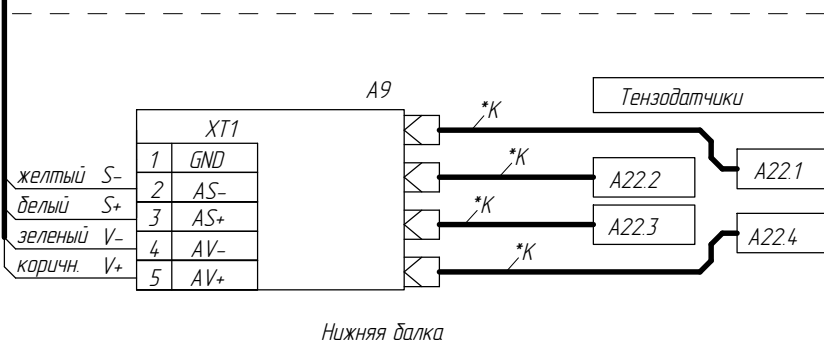 A9
Тензодатчики
*К
XT1
1 GND
*К
A22.1
желтый S-
2 AS-
A22.2
белый S+
3 AS+
*К
зеленый V-
4 AV-
A22.3
A22.4
*К
коричн. V+
5 AV+
Нижняя балка